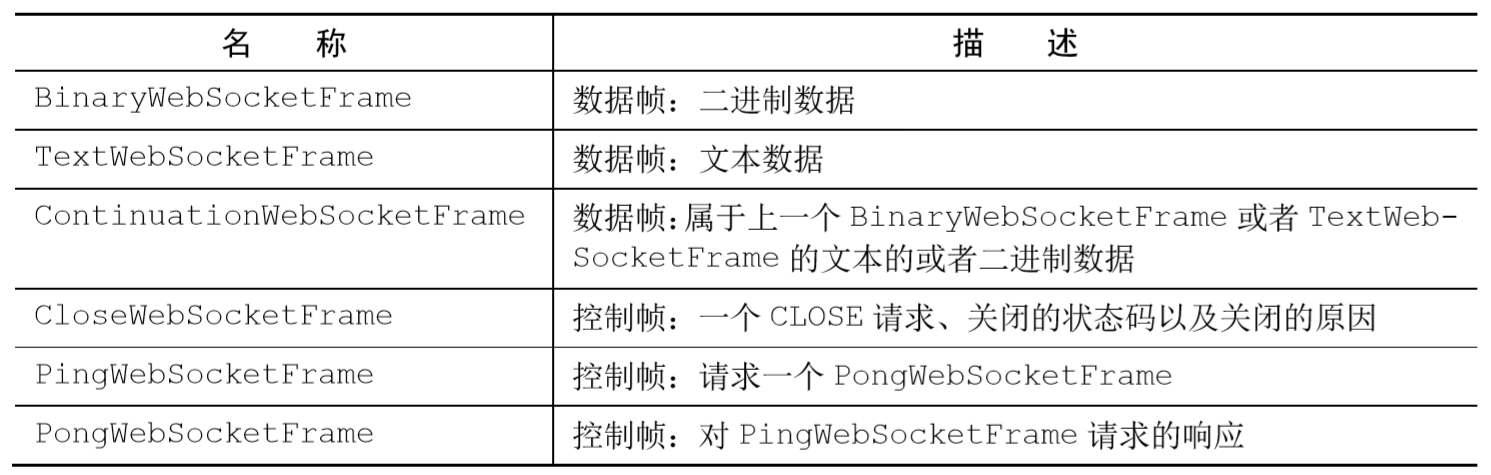 名 称
描 述
BinaryWebSocketFrame
数据帧：二进制数据
TextWebSocketFrame
数据帧：文本数据
ContinuationWebSocketFrame
数据帧：属于上一个 BinaryWebSocketFrame 或者 TextWeb-
SocketFrame 的文本的或者二进制数据
CloseWebSocketFrame
控制帧：一个 CLOSE 请求、关闭的状态码以及关闭的原因
PingWebSocketFrame
控制帧：请求一个 PongWebSocketFrame
PongWebSocketFrame
控制帧：对 PingWebSocketFrame 请求的响应